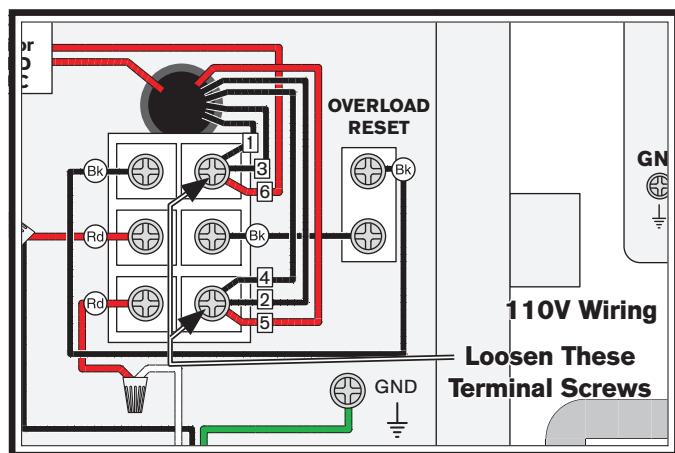 or
D
C
OVERLOAD
RESET
1
Bk
3
Bk
6
GN
Rd
Bk
4
Rd
2
5
110V Wiring
Loosen These
Terminal Screws
GND